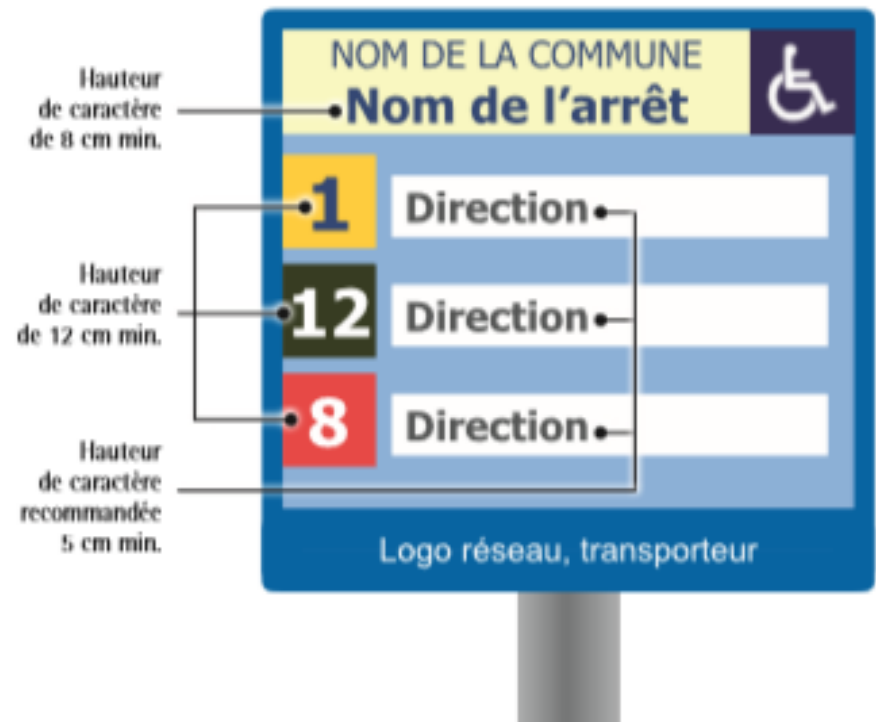 NOM DE LA COMMUNE
Nom de l'arrêt
Hauteur
de caractère
de 8 cm min.
1 Direction
12 Direction
8 Direction
Hauteur
de caractère
de 12 cm min.
Hauteur
de caractère
recommandée
5 cm min.
Logo réseau, transporteur